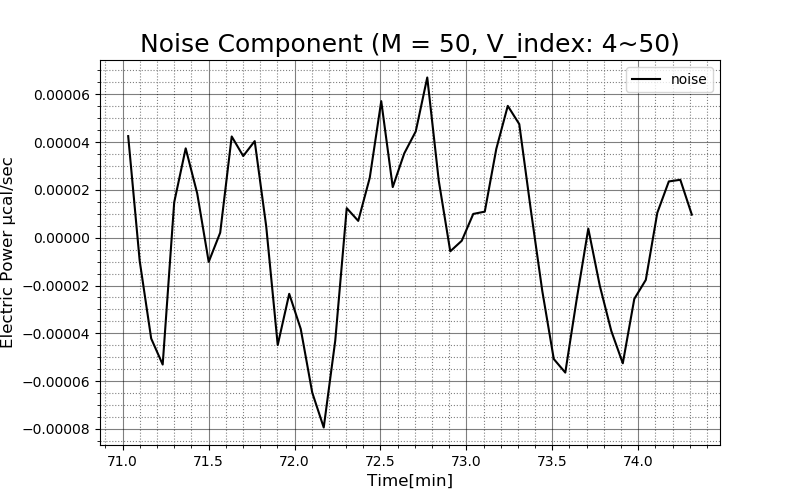 Noise Component (M = 50, V_index: 4~50)
noise
0.00006
0.00004
0.00002
0.00000
−0.00002
−0.00004
−0.00006
−0.00008
Electric Power μcal/sec
71.0 71.5 72.0 72.5 73.0 73.5 74.0
Time[min]